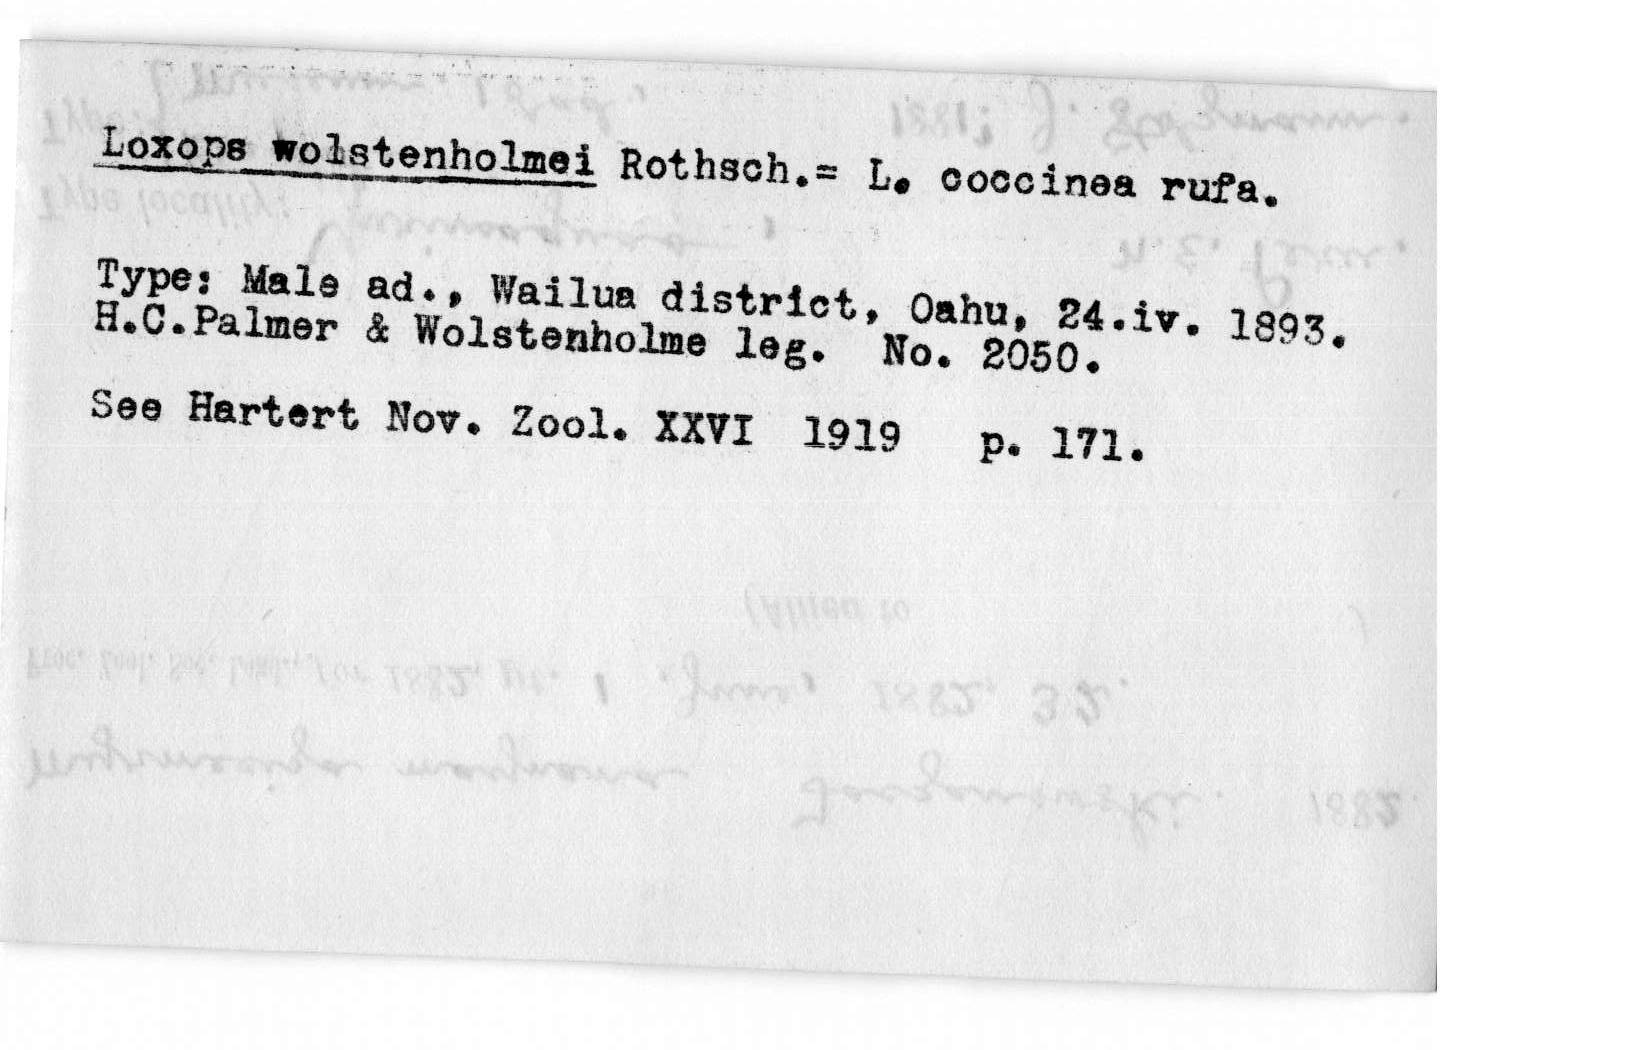 Loxops wolstenholmei Rothsch.= L. coccinea rufa.
Type: Male ad., Wailua district, Oahu, 24.iv. 1893.
H.C.Palmer & Wolstenholme leg. No. 2050.
See Hartert Nov. Zool. XXVI 1919 p. 171.